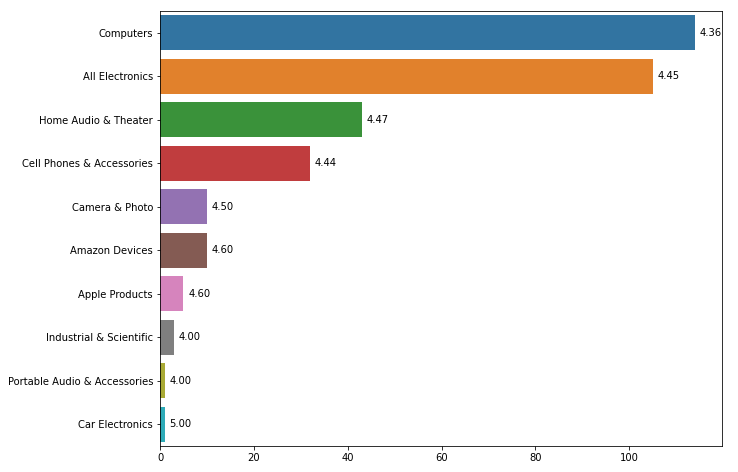 Computers 4.36
All Electronics 4.45
Home Audio & Theater 4.47
Cell Phones & Accessories 4.44
Camera & Photo 4.50
Amazon Devices 4.60
Apple Products 4.60
Industrial & Scientific 4.00
Portable Audio & Accessories 4.00
Car Electronics 5.00
0 20 40 60 80 100